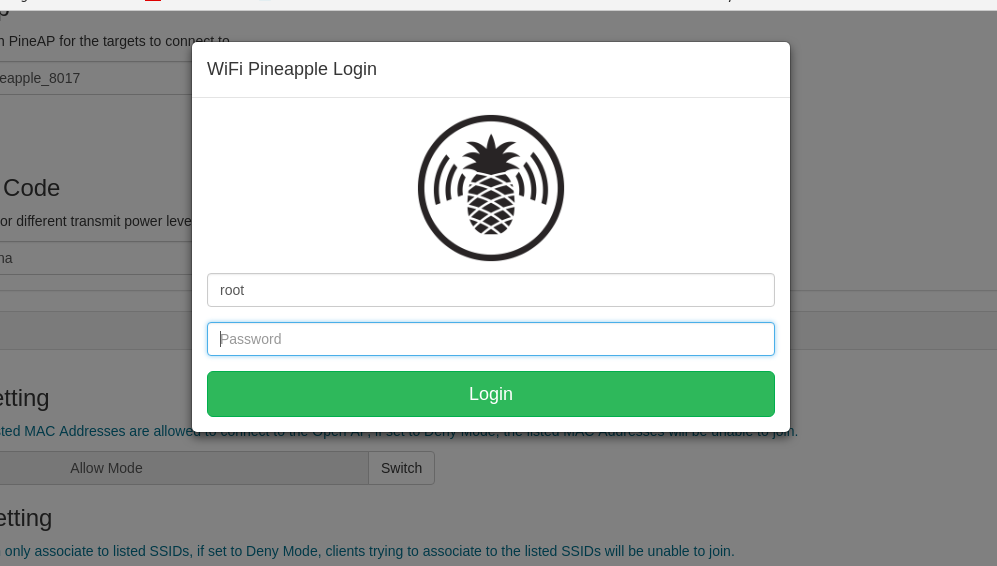 n PineAP for the targets to connect to
WiFi Pineapple Login
eapple_8017
Code
or different transmit power leve
na
root
Password
Login
etting
sted MAC Addresses are allowed to connect to the Open AP, if set to Deny Mode, the listed MAC Addresses will be unable to join.
Allow Mode
Switch
etting
only associate to listed SSIDs, if set to Deny Mode, clients trying to associate to the listed SSIDs will be unable to join.